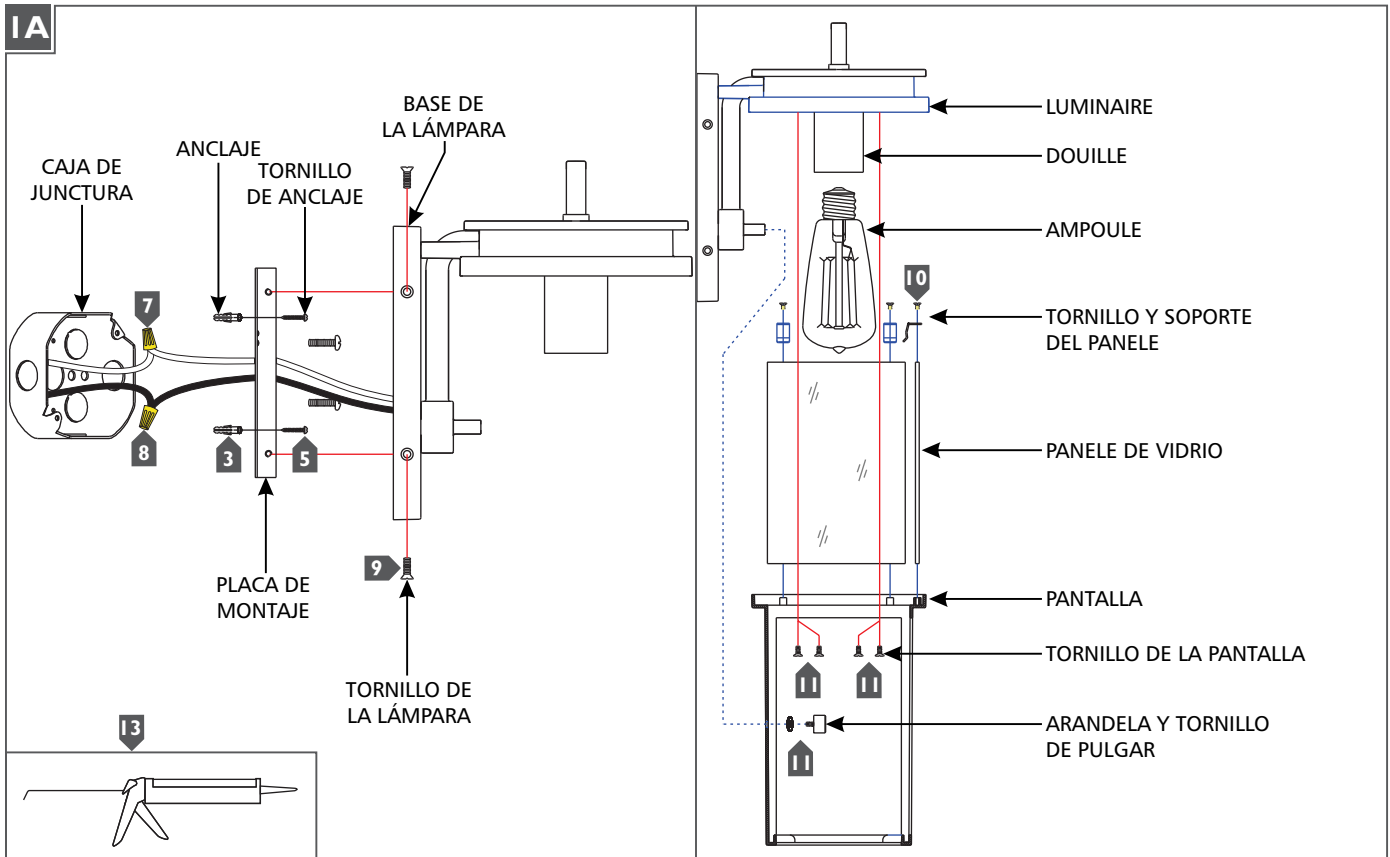 1A
BASE DE
LA LÁMPARA
ANCLAJE
TORNILLO
DE ANCLAJE
CAJA DE
JUNCTURA
7
8
3
5
9
PLACA DE
MONTAJE
TORNILLO DE
LA LÁMPARA
13
LUMINAIRE
DOUILLE
AMPOULE
10
TORNILLO Y SOPORTE
DEL PANELE
PANELE DE VIDRIO
PANTALLA
TORNILLO DE LA PANTALLA
11
11
ARANDELA Y TORNILLO
DE PULGAR
11